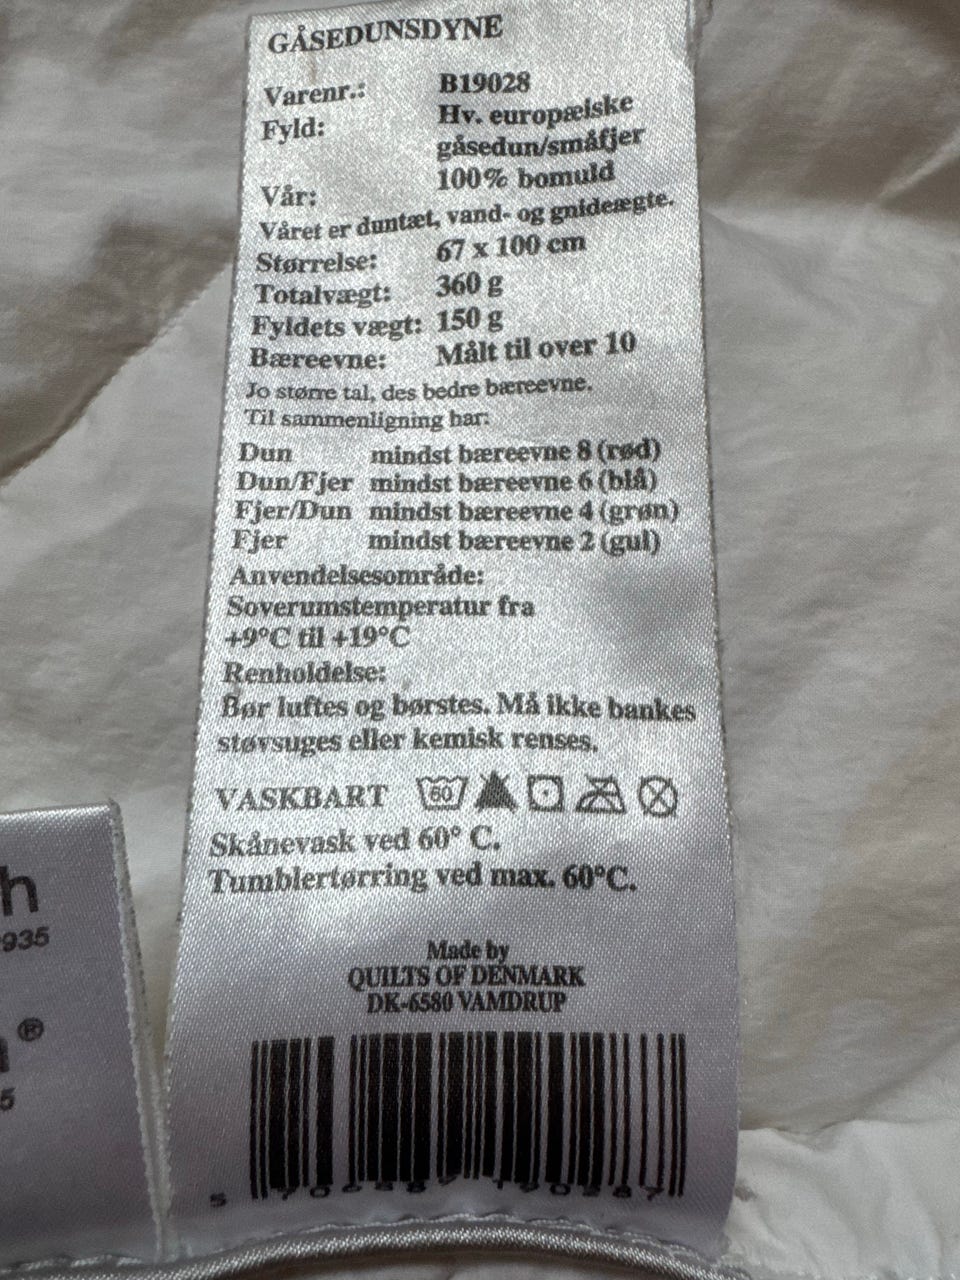 GÅSEDUNSDYNE
Varenr.: B19028
Fyld: Hv. europæiske
gåsedun/småfjer
Vår: 100% bomuld
Våret er duntæt, vand- og gnideægte.
Størrelse: 67 x 100 cm
Totalvægt: 360 g
Fyldets vægt: 150 g
Bæreevne: Målt til over 10
Jo større tal, des bedre bæreevne.
Til sammenligning har:
Dun mindst bæreevne 8 (rød)
Dun/Fjer mindst bæreevne 6 (blå)
Fjer/Dun mindst bæreevne 4 (grøn)
Fjer mindst bæreevne 2 (gul)
Anvendelsesområde:
Soverumstemperatur fra
+9°C til +19°C
Renholdelse:
Bør luftes og børstes. Må ikke bankes
støvsuges eller kemisk renses.
VASKBART 60
Skånevask ved 60° C.
Tumblertørring ved max. 60°C.
Made by
QUILTS OF DENMARK
DK-6580 VAMDRUP
h
935
®
5